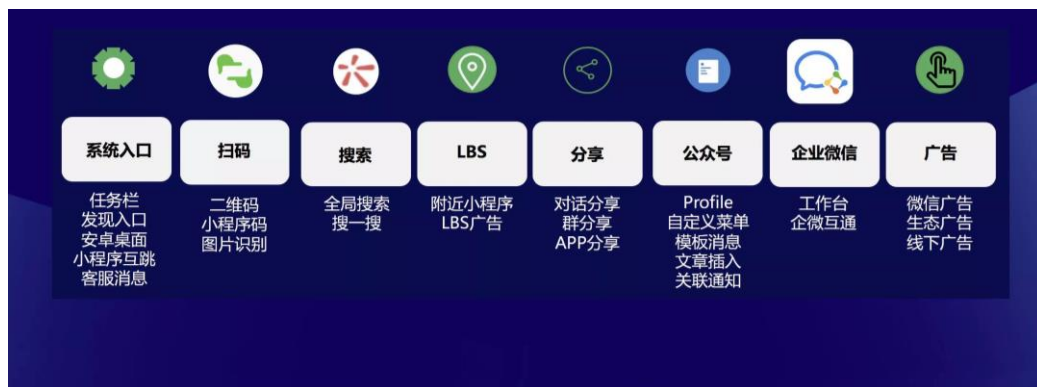 系统入口
扫码
搜索
LBS
分享
公众号
企业微信
广告
任务栏
发现入口
安卓桌面
小程序互跳
客服消息
二维码
小程序码
图片识别
全局搜索
搜一搜
附近小程序
LBS广告
对话分享
群分享
APP分享
Profile
自定义菜单
模板消息
文章插入
关联通知
工作台
企微互通
微信广告
生态广告
线下广告